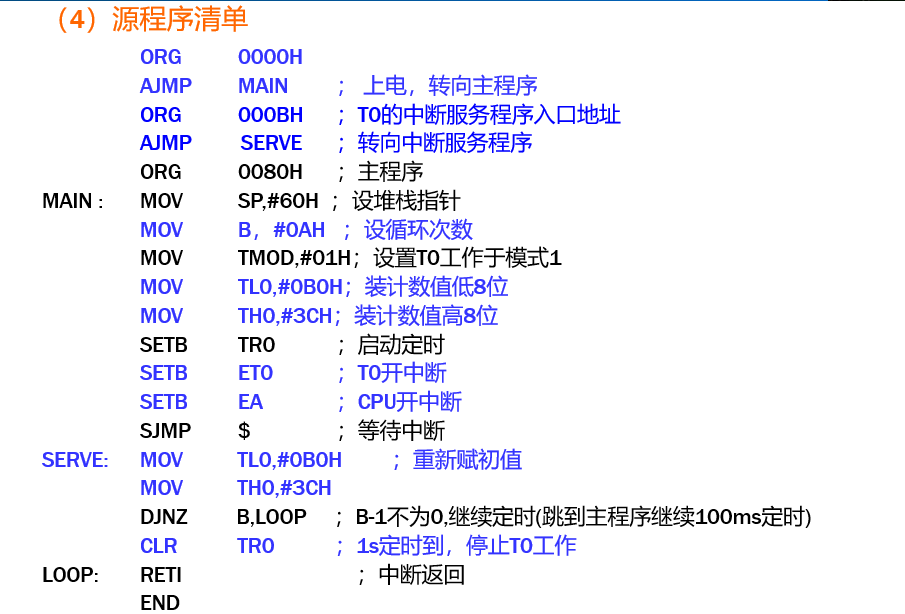 （4）源程序清单
ORG 0000H
AJMP MAIN ； 上电，转向主程序
ORG 000BH ；T0的中断服务程序入口地址
AJMP SERVE ；转向中断服务程序
ORG 0080H ；主程序
MAIN : MOV SP,#60H ；设堆栈指针
MOV B，#0AH ；设循环次数
MOV TMOD,#01H；设置T0工作于模式1
MOV TL0,#0B0H；装计数值低8位
MOV TH0,#3CH；装计数值高8位
SETB TR0 ；启动定时
SETB ET0 ；T0开中断
SETB EA ；CPU开中断
SJMP $ ；等待中断
SERVE: MOV TL0,#0B0H ；重新赋初值
MOV TH0,#3CH
DJNZ B,LOOP ；B-1不为0,继续定时(跳到主程序继续100ms定时)
CLR TR0 ；1s定时到，停止T0工作
LOOP: RETI ；中断返回
END